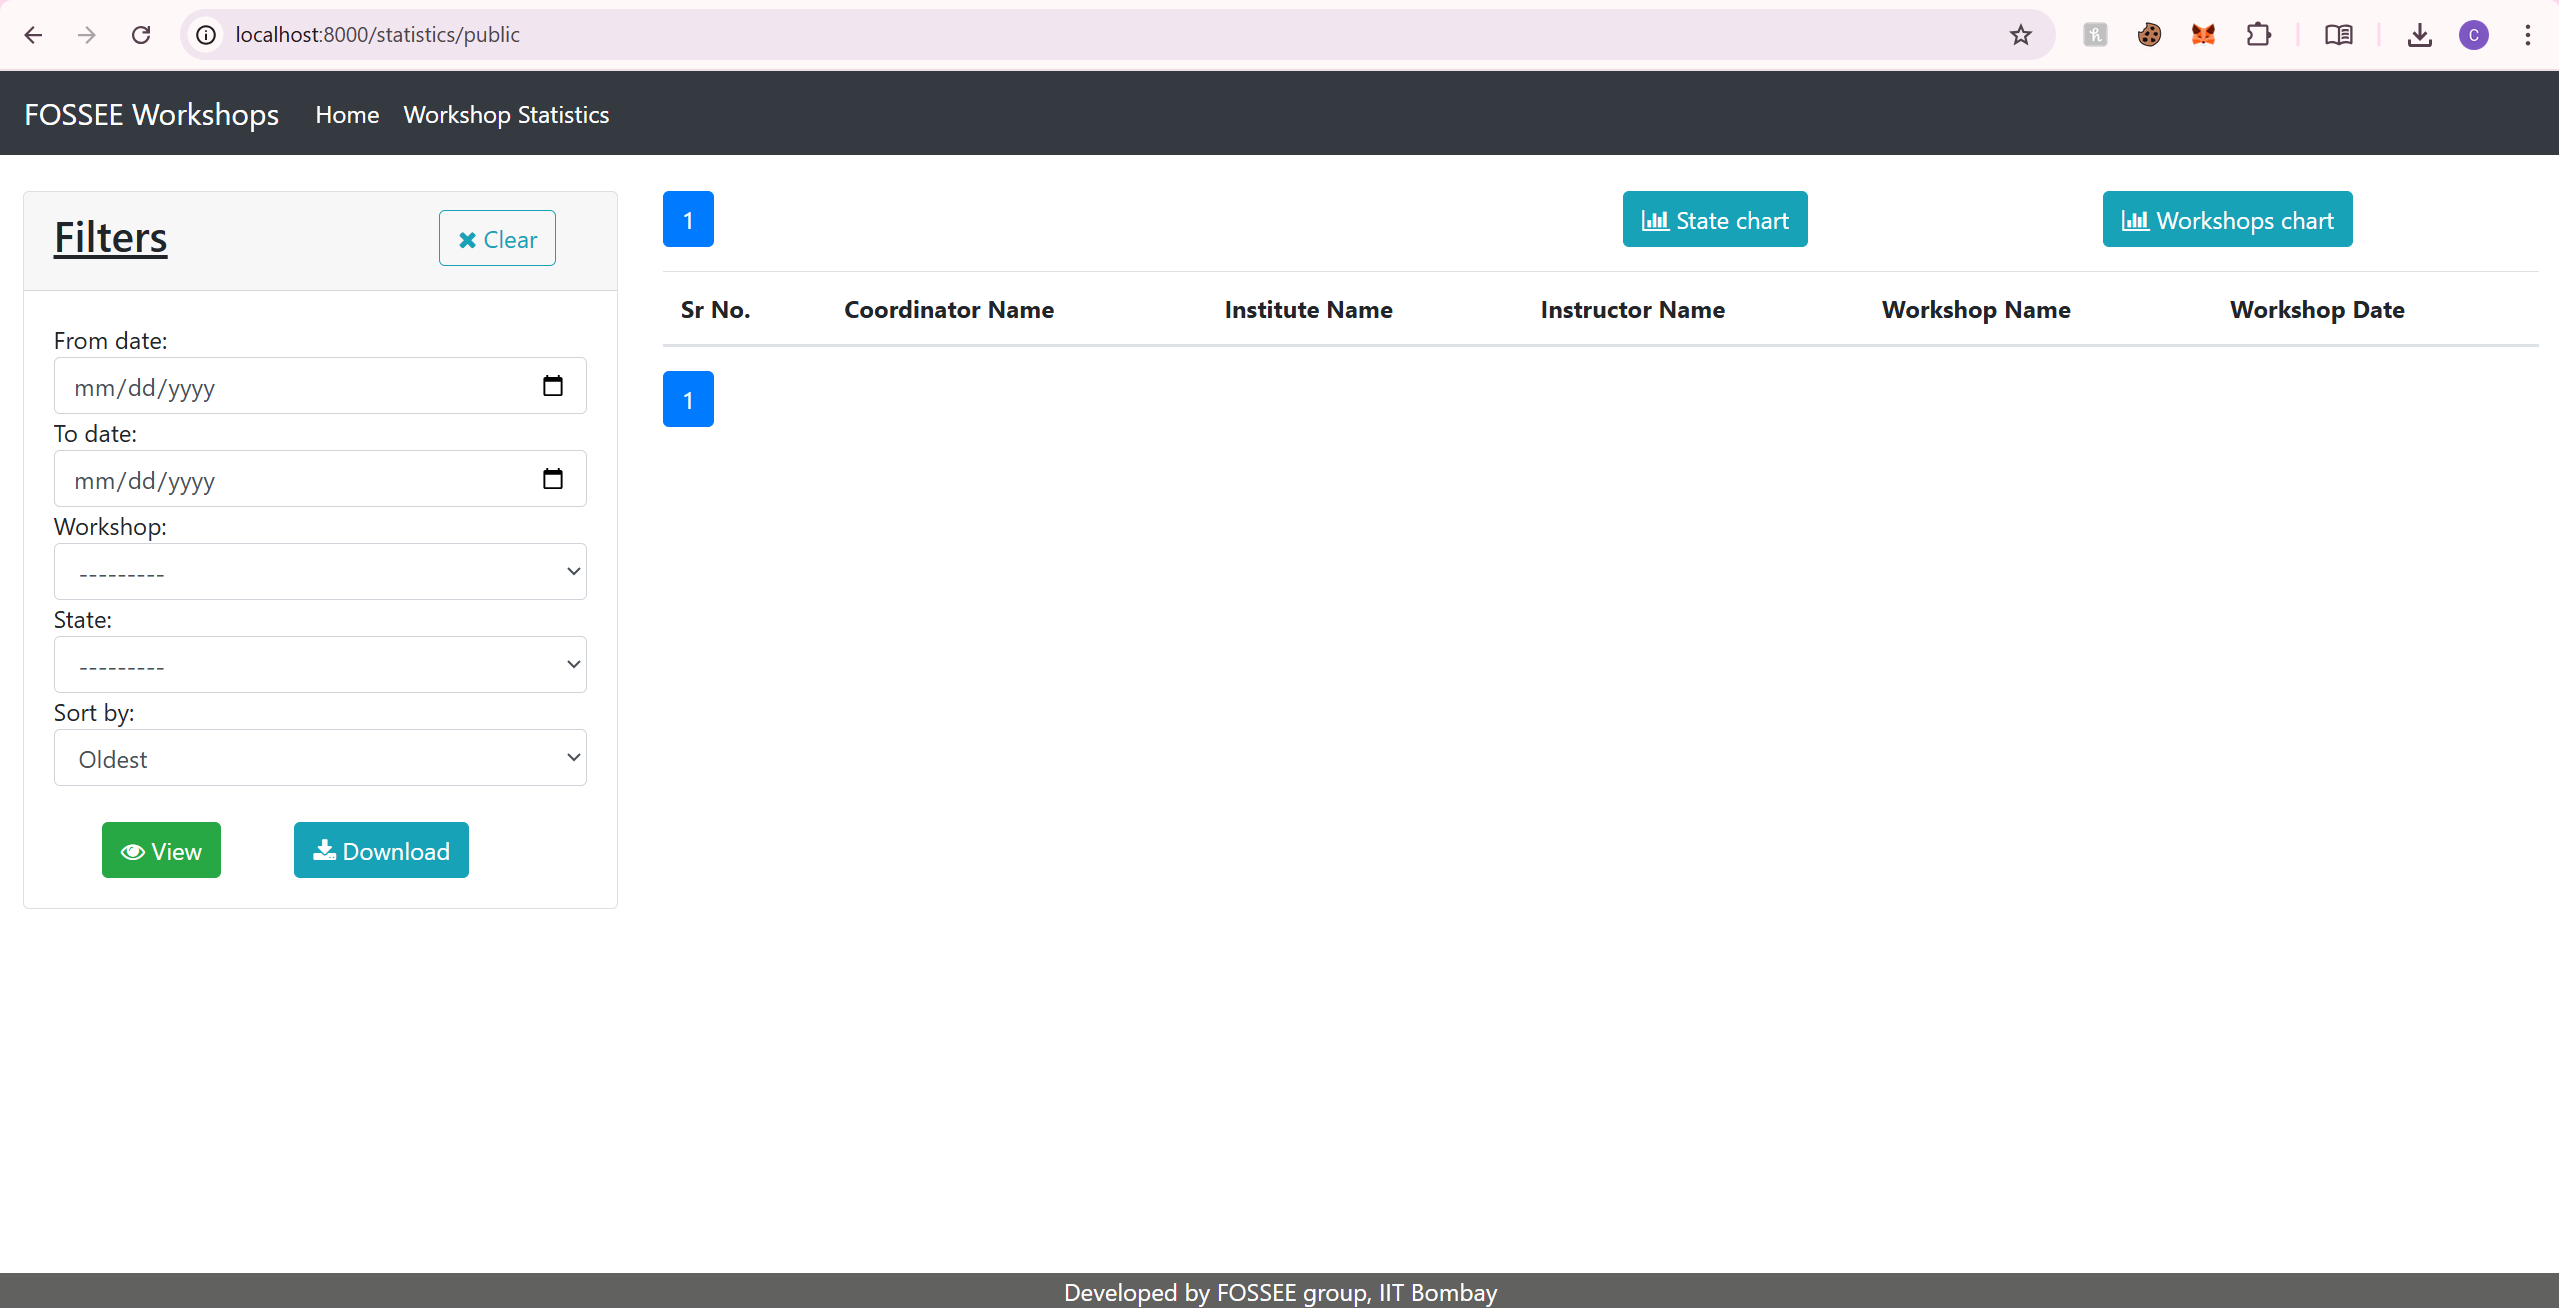 localhost:8000/statistics/public
C
FOSSEE Workshops Home Workshop Statistics
Filters
Clear
From date:
mm/dd/yyyy
To date:
mm/dd/yyyy
Workshop:
---------
State:
---------
Sort by:
Oldest
View
Download
1
State chart
Workshops chart
Sr No. Coordinator Name Institute Name Instructor Name Workshop Name Workshop Date
1
Developed by FOSSEE group, IIT Bombay